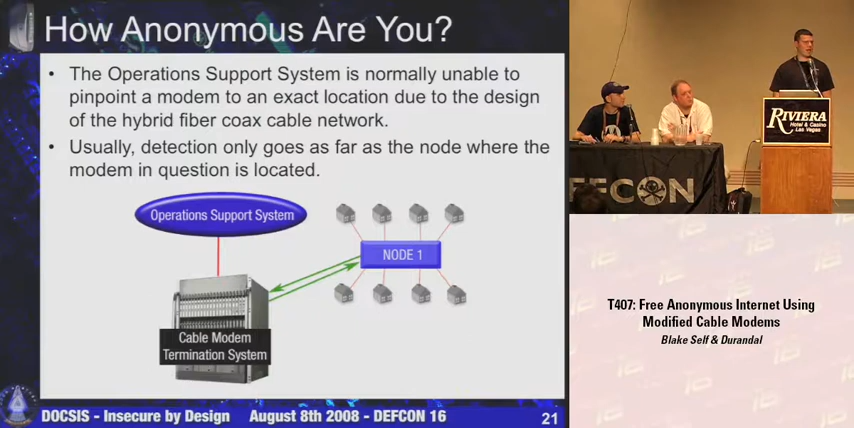 How Anonymous Are You?
• The Operations Support System is normally unable to
pinpoint a modem to an exact location due to the design
of the hybrid fiber coax cable network.
• Usually, detection only goes as far as the node where the
modem in question is located.
Operations Support System
NODE 1
Cable Modem
Termination System
DOCSIS - Insecure by Design August 8th 2008 - DEFCON 16 21
RIVIERA
Hotel & Casino
Las Vegas
DEFCON
T407: Free Anonymous Internet Using
Modified Cable Modems
Blake Self & Durandal